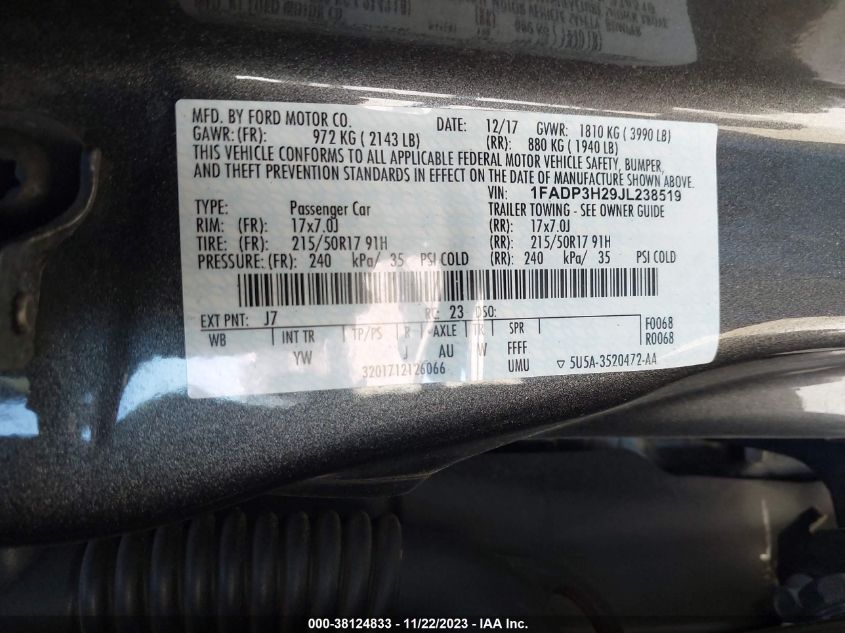 MFD. BY FORD MOTOR CO.
DATE: 12/17 GVWR: 1810 KG ( 3990 LB)
GAWR: (FR): 972 KG ( 2143 LB) (RR): 880 KG ( 1940 LB)
THIS VEHICLE CONFORMS TO ALL APPLICABLE FEDERAL MOTOR VEHICLE SAFETY, BUMPER,
AND THEFT PREVENTION STANDARDS IN EFFECT ON THE DATE OF MANUFACTURE SHOWN ABOVE.
VIN: 1FADP3H29JL238519
TYPE: Passenger Car TRAILER TOWING - SEE OWNER GUIDE
RIM: (FR): 17x7.0J (RR): 17x7.0J
TIRE: (FR): 215/50R17 91H (RR): 215/50R17 91H
PRESSURE: (FR): 240 kPa/ 35 PSI COLD (RR): 240 kPa/ 35 PSI COLD
EXT PNT: J7 RC: 23 DSO:
WB INT TR TP/PS R AXLE TR SPR F0068
YW J AU W FFFF R0068
3201712126066 UMU ▽ 5U5A-3520472-AA
000-38124833 - 11/22/2023 - IAA Inc.